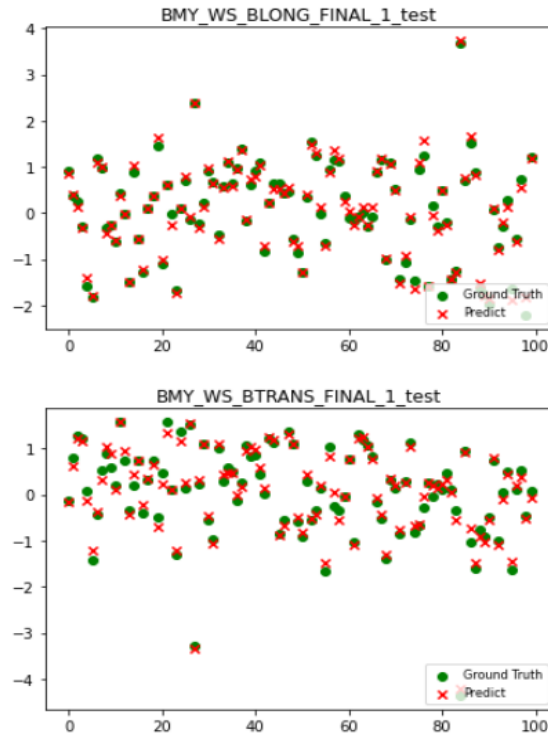 BMY_WS_BLONG_FINAL_1_test
4
3
2
1
0
−1
−2
Ground Truth
Predict
0 20 40 60 80 100
BMY_WS_BTRANS_FINAL_1_test
1
0
−1
−2
−3
−4
Ground Truth
Predict
0 20 40 60 80 100